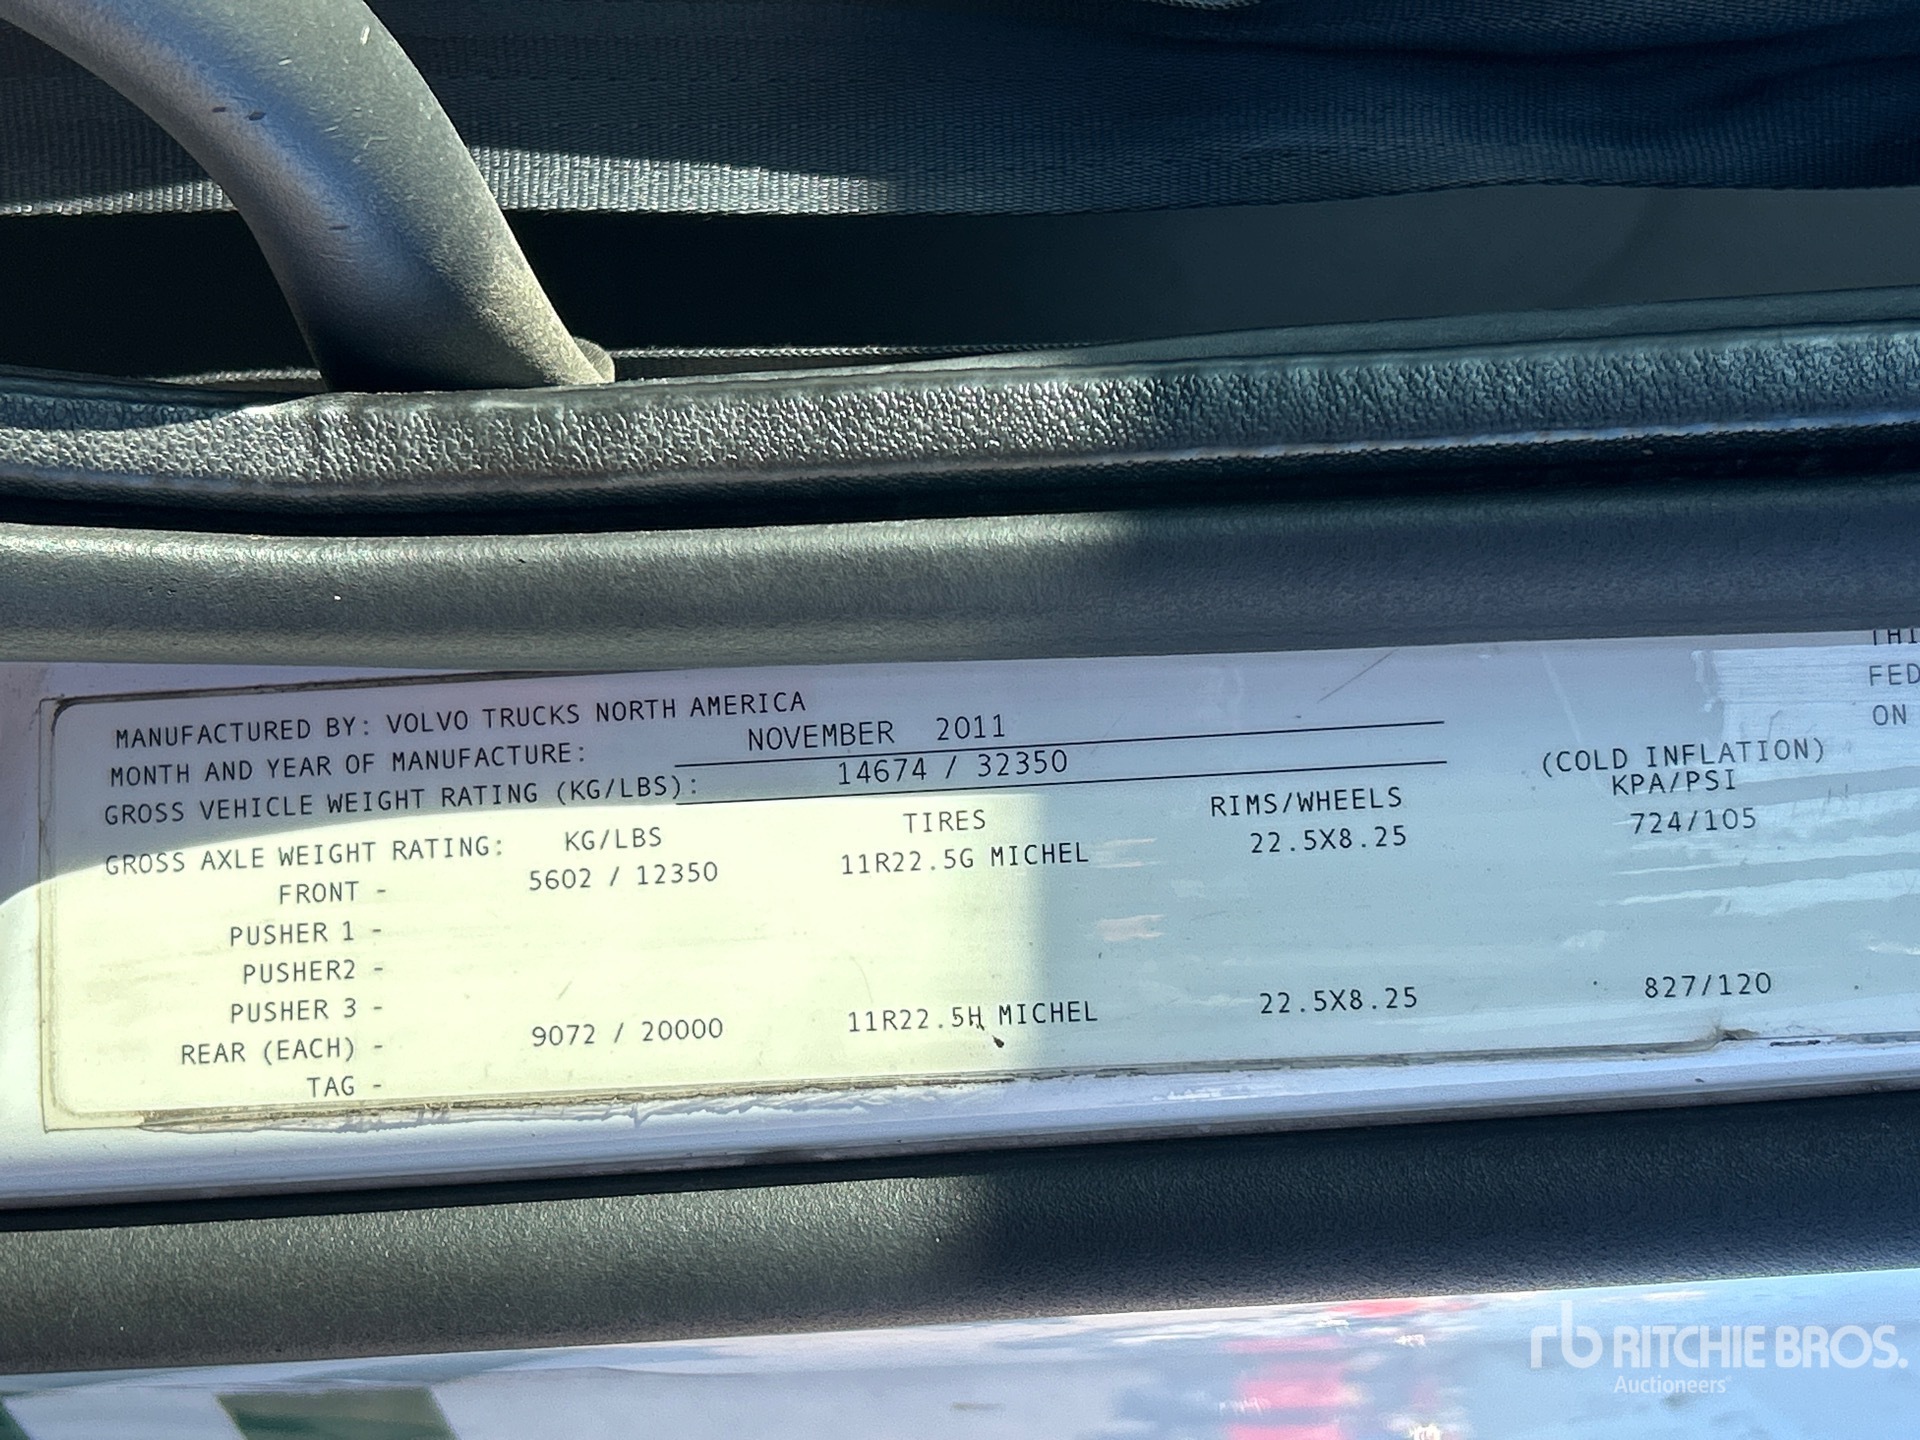 MANUFACTURED BY: VOLVO TRUCKS NORTH AMERICA
MONTH AND YEAR OF MANUFACTURE: NOVEMBER 2011
GROSS VEHICLE WEIGHT RATING (KG/LBS): 14674 / 32350
(COLD INFLATION)
GROSS AXLE WEIGHT RATING: KG/LBS TIRES RIMS/WHEELS KPA/PSI
FRONT - 5602 / 12350 11R22.5G MICHEL 22.5X8.25 724/105
PUSHER 1 -
PUSHER2 -
PUSHER 3 -
REAR (EACH) - 9072 / 20000 11R22.5H MICHEL 22.5X8.25 827/120
TAG -
THI
FED
ON
rb RITCHIE BROS.
Auctioneers